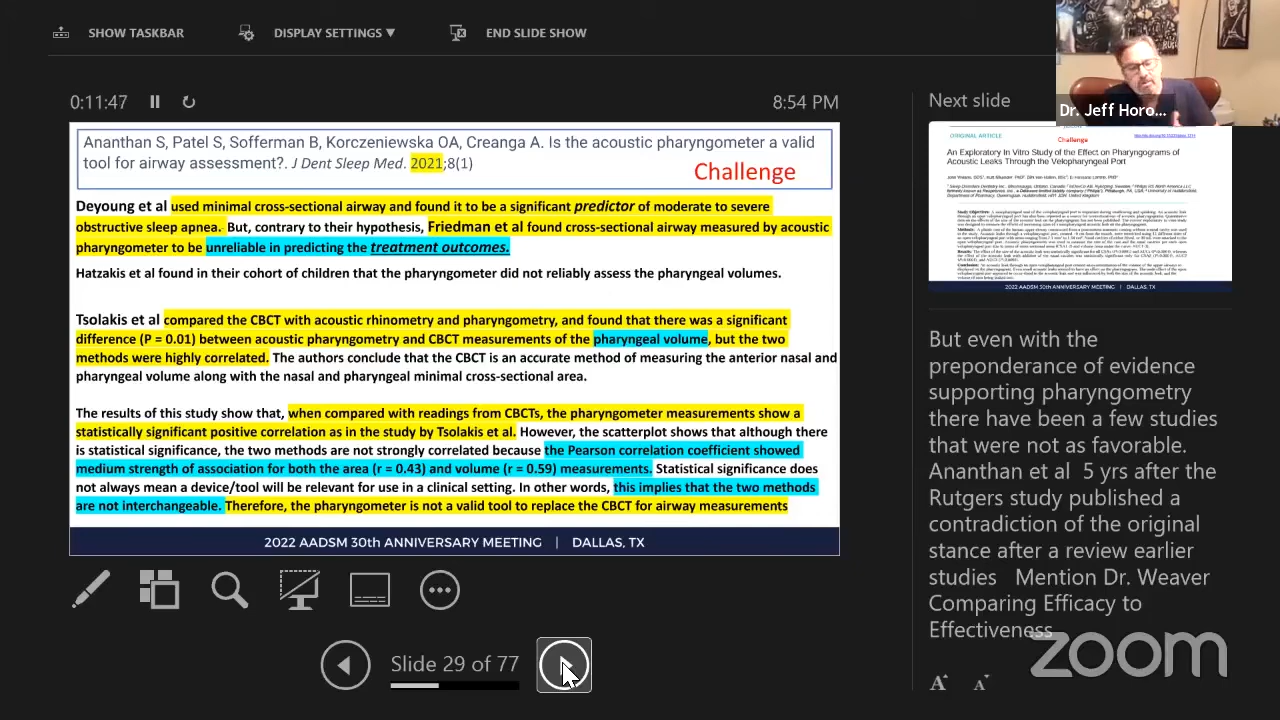 SHOW TASKBAR
DISPLAY SETTINGS ▼
END SLIDE SHOW
0:11:47
8:54 PM
Ananthan S, Patel S, Sofferman B, Korczeniewska OA, Creanga A. Is the acoustic pharyngometer a valid
tool for airway assessment?. J Dent Sleep Med. 2021;8(1)
Challenge
Deyoung et al used minimal cross-sectional airway and found it to be a significant predictor of moderate to severe
obstructive sleep apnea. But, contrary to their hypothesis, Friedman et al found cross-sectional airway measured by acoustic
pharyngometer to be unreliable in predicting the treatment outcomes.
Hatzakis et al found in their cohort of children that the pharyngometer did not reliably assess the pharyngeal volumes.
Tsolakis et al compared the CBCT with acoustic rhinometry and pharyngometry, and found that there was a significant
difference (P = 0.01) between acoustic pharyngometry and CBCT measurements of the pharyngeal volume, but the two
methods were highly correlated. The authors conclude that the CBCT is an accurate method of measuring the anterior nasal and
pharyngeal volume along with the nasal and pharyngeal minimal cross-sectional area.
The results of this study show that, when compared with readings from CBCTs, the pharyngometer measurements show a
statistically significant positive correlation as in the study by Tsolakis et al. However, the scatterplot shows that although there
is statistical significance, the two methods are not strongly correlated because the Pearson correlation coefficient showed
medium strength of association for both the area (r = 0.43) and volume (r = 0.59) measurements. Statistical significance does
not always mean a device/tool will be relevant for use in a clinical setting. In other words, this implies that the two methods
are not interchangeable. Therefore, the pharyngometer is not a valid tool to replace the CBCT for airway measurements
2022 AADSM 30th ANNIVERSARY MEETING | DALLAS, TX
Slide 29 of 77
Dr. Jeff Horo...
Next slide
ORIGINAL ARTICLE
Challenge
An Exploratory In Vitro Study of the Effect on Pharyngograms of
Acoustic Leaks Through the Velopharyngeal Port
2022 AADSM 30th ANNIVERSARY MEETING | DALLAS, TX
But even with the
preponderance of evidence
supporting pharyngometry
there have been a few studies
that were not as favorable.
Ananthan et al 5 yrs after the
Rutgers study published a
contradiction of the original
stance after a review earlier
studies Mention Dr. Weaver
Comparing Efficacy to
Effectiveness
zoom
A A